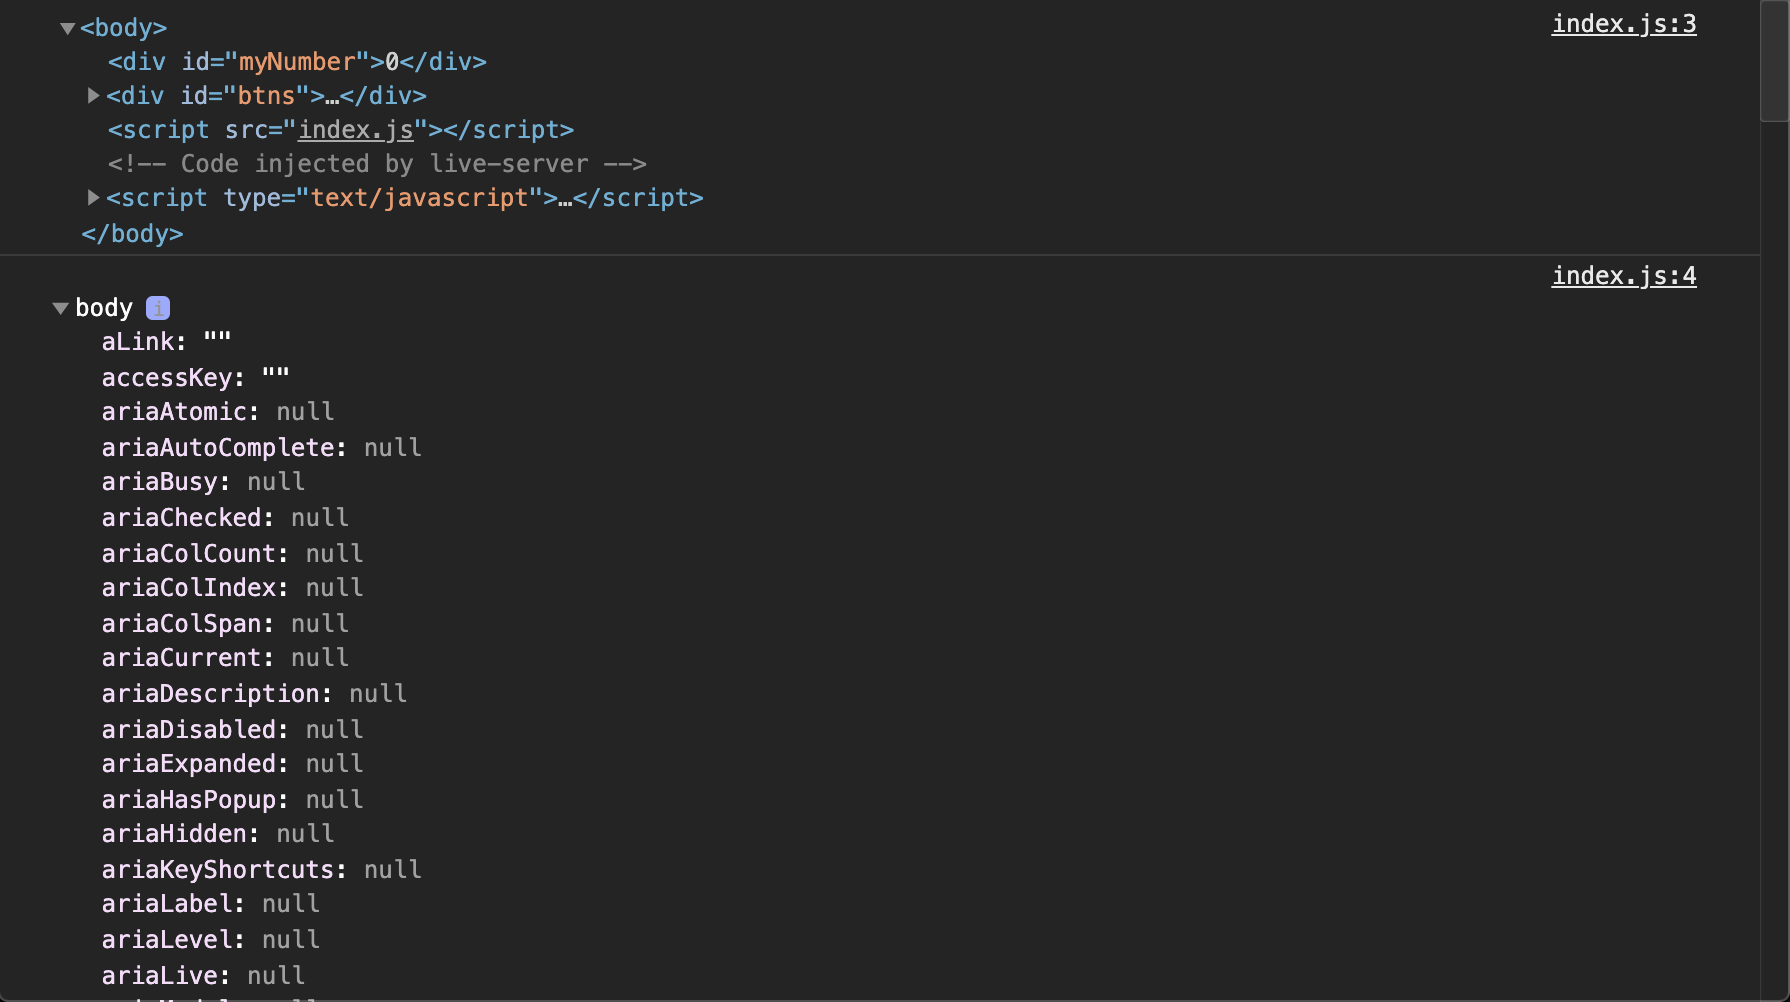 ▼<body> index.js:3
<div id="myNumber">0</div>
▶<div id="btns">…</div>
<script src="index.js"></script>
<!-- Code injected by live-server -->
▶<script type="text/javascript">…</script>
</body>
index.js:4
▼body i
aLink: ""
accessKey: ""
ariaAtomic: null
ariaAutoComplete: null
ariaBusy: null
ariaChecked: null
ariaColCount: null
ariaColIndex: null
ariaColSpan: null
ariaCurrent: null
ariaDescription: null
ariaDisabled: null
ariaExpanded: null
ariaHasPopup: null
ariaHidden: null
ariaKeyShortcuts: null
ariaLabel: null
ariaLevel: null
ariaLive: null